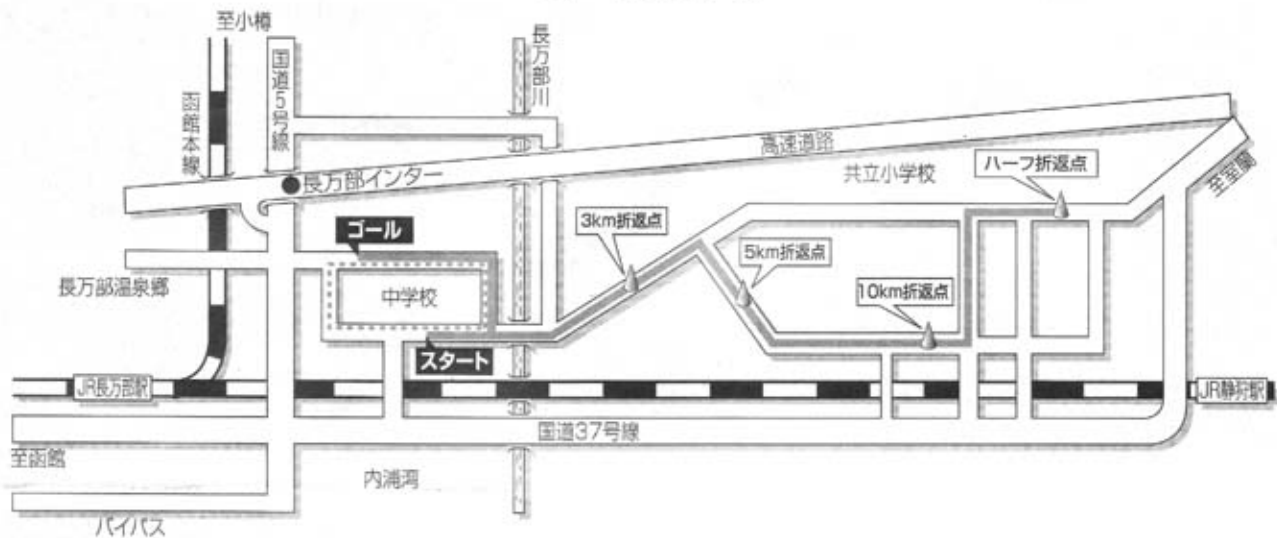 至小樽
国道5号線
函館本線
長万部川
高速道路
長万部インター
共立小学校
ハーフ折返点
至室蘭
ゴール
3km折返点
5km折返点
10km折返点
長万部温泉郷
中学校
スタート
JR長万部駅
JR静狩駅
国道37号線
至函館
内浦湾
バイパス